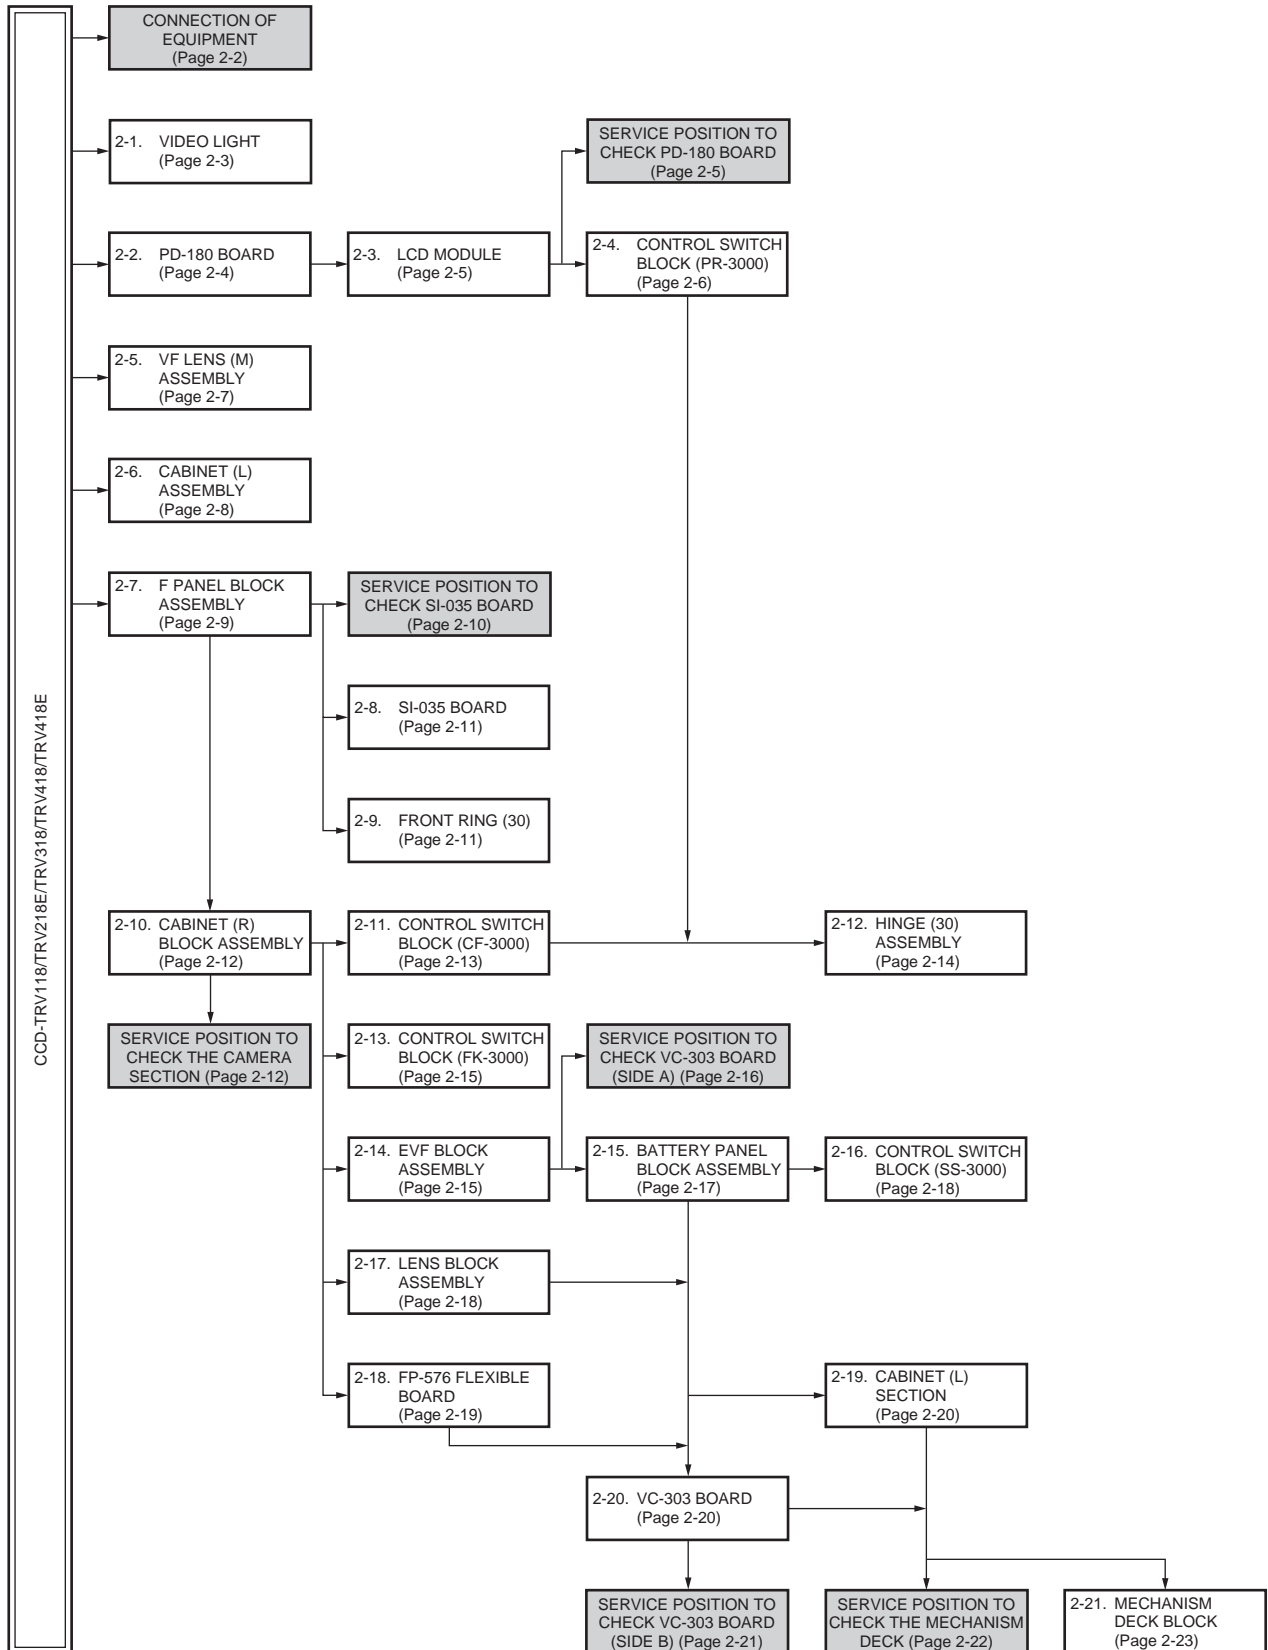 CCD-TRV118/TRV218E/TRV318/TRV418/TRV418E
CONNECTION OF
EQUIPMENT
(Page 2-2)
2-1. VIDEO LIGHT
(Page 2-3)
SERVICE POSITION TO
CHECK PD-180 BOARD
(Page 2-5)
2-2. PD-180 BOARD
(Page 2-4)
2-3. LCD MODULE
(Page 2-5)
2-4. CONTROL SWITCH
BLOCK (PR-3000)
(Page 2-6)
2-5. VF LENS (M)
ASSEMBLY
(Page 2-7)
2-6. CABINET (L)
ASSEMBLY
(Page 2-8)
2-7. F PANEL BLOCK
ASSEMBLY
(Page 2-9)
SERVICE POSITION TO
CHECK SI-035 BOARD
(Page 2-10)
2-8. SI-035 BOARD
(Page 2-11)
2-9. FRONT RING (30)
(Page 2-11)
2-10. CABINET (R)
BLOCK ASSEMBLY
(Page 2-12)
2-11. CONTROL SWITCH
BLOCK (CF-3000)
(Page 2-13)
2-12. HINGE (30)
ASSEMBLY
(Page 2-14)
SERVICE POSITION TO
CHECK THE CAMERA
SECTION (Page 2-12)
2-13. CONTROL SWITCH
BLOCK (FK-3000)
(Page 2-15)
SERVICE POSITION TO
CHECK VC-303 BOARD
(SIDE A) (Page 2-16)
2-14. EVF BLOCK
ASSEMBLY
(Page 2-15)
2-15. BATTERY PANEL
BLOCK ASSEMBLY
(Page 2-17)
2-16. CONTROL SWITCH
BLOCK (SS-3000)
(Page 2-18)
2-17. LENS BLOCK
ASSEMBLY
(Page 2-18)
2-18. FP-576 FLEXIBLE
BOARD
(Page 2-19)
2-19. CABINET (L)
SECTION
(Page 2-20)
2-20. VC-303 BOARD
(Page 2-20)
SERVICE POSITION TO
CHECK VC-303 BOARD
(SIDE B) (Page 2-21)
SERVICE POSITION TO
CHECK THE MECHANISM
DECK (Page 2-22)
2-21. MECHANISM
DECK BLOCK
(Page 2-23)